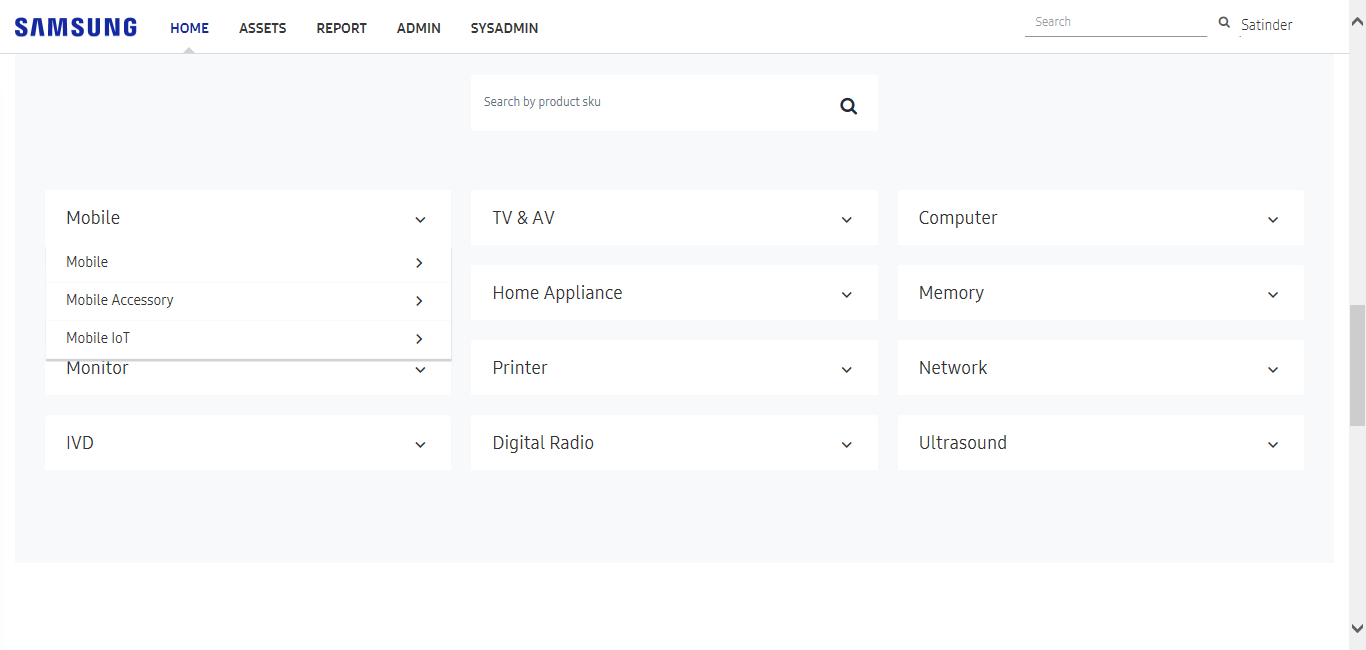 SAMSUNG HOME ASSETS REPORT ADMIN SYSADMIN Search Satinder
Search by product sku
Mobile TV & AV Computer
Mobile
Home Appliance Memory
Mobile Accessory
Mobile IoT
Monitor Printer Network
IVD Digital Radio Ultrasound